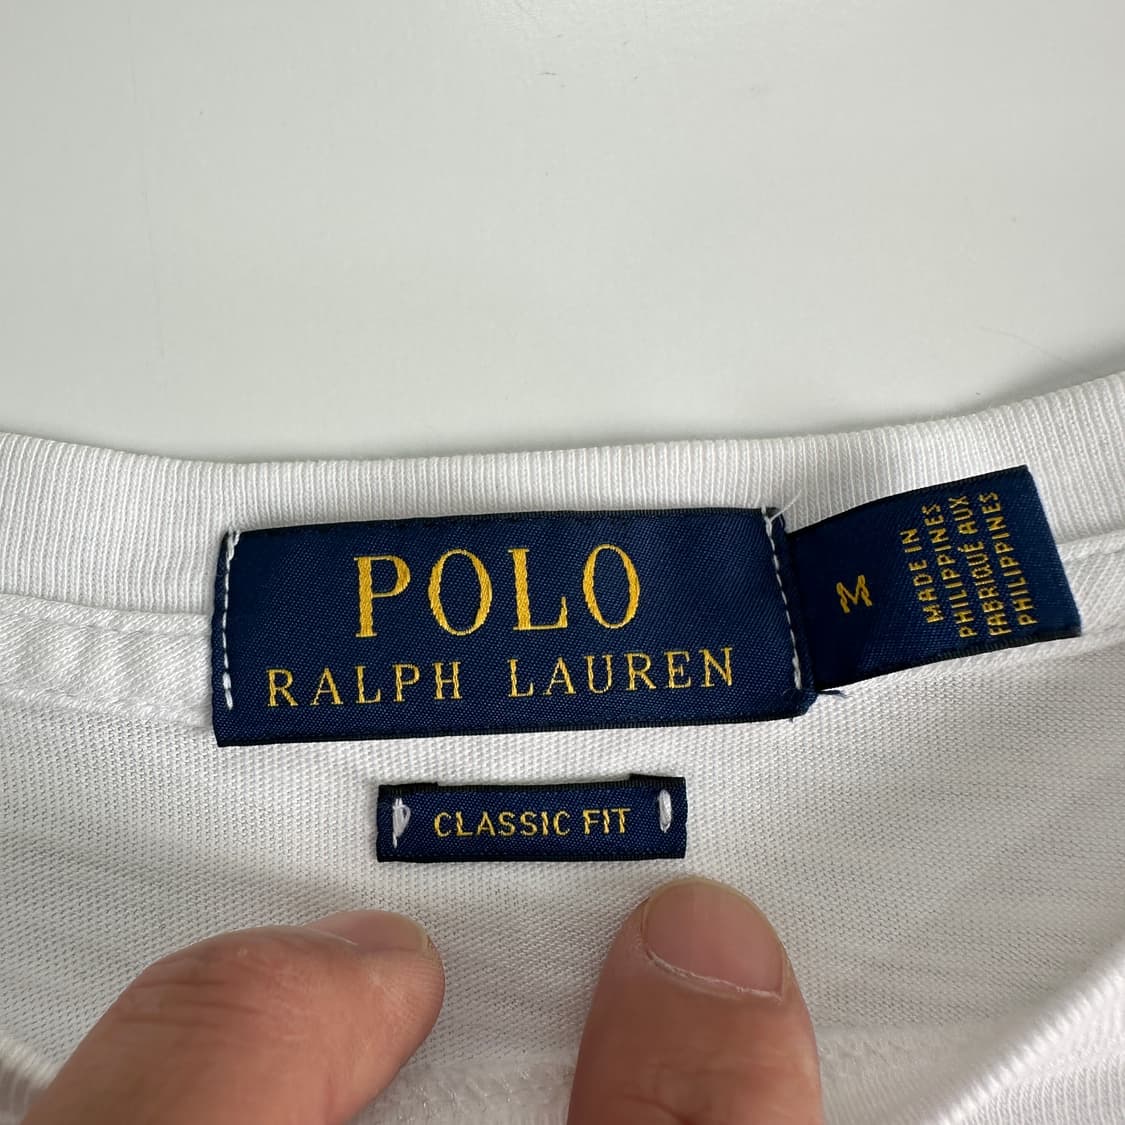 POLO
RALPH LAUREN
M
MADE IN
PHILIPPINES
FABRIQUÉ AUX
PHILIPPINES
CLASSIC FIT